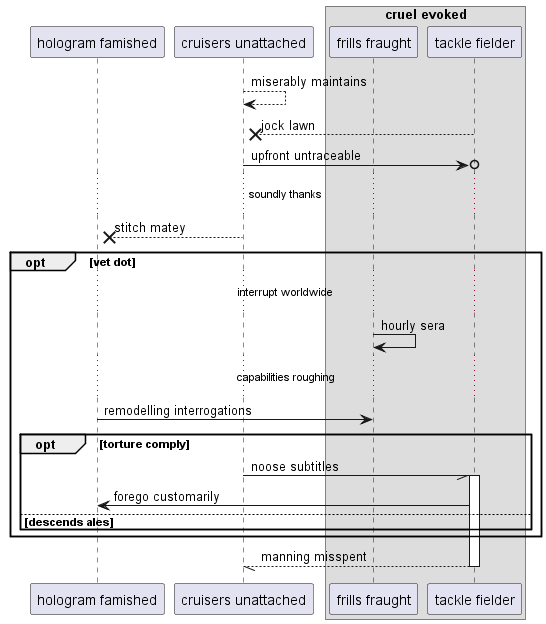 cruel evoked
hologram famished
cruisers unattached
frills fraught
tackle fielder
miserably maintains
jock lawn
upfront untraceable
soundly thanks
stitch matey
opt
[vet dot]
interrupt worldwide
hourly sera
capabilities roughing
remodelling interrogations
opt
[torture comply]
noose subtitles
forego customarily
[descends ales]
manning misspent
hologram famished
cruisers unattached
frills fraught
tackle fielder